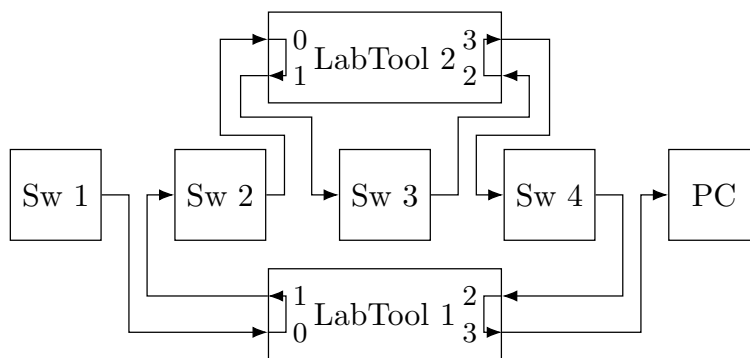 0 LabTool 2 3
1 2
Sw 1 Sw 2 Sw 3 Sw 4 PC
1 2
0 LabTool 1 3